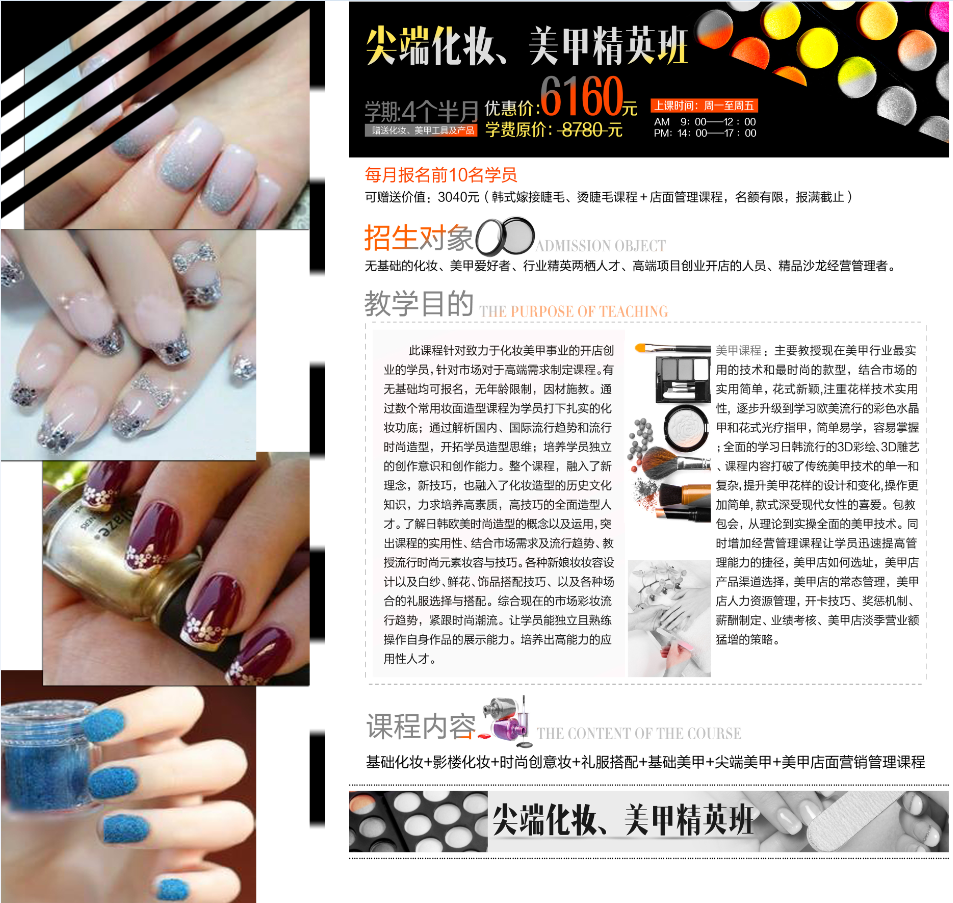 尖端化妆、美甲精英班
学期:4个半月
优惠价:6160元
赠送化妆、美甲工具及产品
学费原价：8780元
上课时间：周一至周五
AM 9：00——12：00
PM: 14：00——17：00
每月报名前10名学员
可赠送价值：3040元（韩式嫁接睫毛、烫睫毛课程＋店面管理课程，名额有限，报满截止）
招生对象 ADMISSION OBJECT
无基础的化妆、美甲爱好者、行业精英两栖人才、高端项目创业开店的人员、精品沙龙经营管理者。
教学目的 THE PURPOSE OF TEACHING
此课程针对致力于化妆美甲事业的开店创
业的学员，针对市场对于高端需求制定课程。有
无基础均可报名，无年龄限制，因材施教。通
过数个常用妆面造型课程为学员打下扎实的化
妆功底；通过解析国内、国际流行趋势和流行
时尚造型，开拓学员造型思维；培养学员独立
的创作意识和创作能力。整个课程，融入了新
理念，新技巧，也融入了化妆造型的历史文化
知识，力求培养高素质，高技巧的全面造型人
才。了解日韩欧美时尚造型的概念以及运用，突
出课程的实用性、结合市场需求及流行趋势、教
授流行时尚元素妆容与技巧。各种新娘妆妆容设
计以及白纱、鲜花、饰品搭配技巧、以及各种场
合的礼服选择与搭配。综合现在的市场彩妆流
行趋势，紧跟时尚潮流。让学员能独立且熟练
操作自身作品的展示能力。培养出高能力的应
用性人才。
美甲课程；主要教授现在美甲行业最实
用的技术和最时尚的款型，结合市场的
实用简单，花式新颖,注重花样技术实用
性, 逐步升级到学习欧美流行的彩色水晶
甲和花式光疗指甲，简单易学，容易掌握
；全面的学习日韩流行的3D彩绘、3D雕艺
、课程内容打破了传统美甲技术的单一和
复杂,提升美甲花样的设计和变化,操作更
加简单, 款式深受现代女性的喜爱。包教
包会，从理论到实操全面的美甲技术。同
时增加经营管理课程让学员迅速提高管
理能力的捷径，美甲店如何选址，美甲店
产品渠道选择，美甲店的常态管理，美甲
店人力资源管理，开卡技巧、奖惩机制、
薪酬制定、业绩考核、美甲店淡季营业额
猛增的策略。
课程内容 THE CONTENT OF THE COURSE
基础化妆+影楼化妆+时尚创意妆+礼服搭配+基础美甲+尖端美甲+美甲店面营销管理课程
尖端化妆、美甲精英班